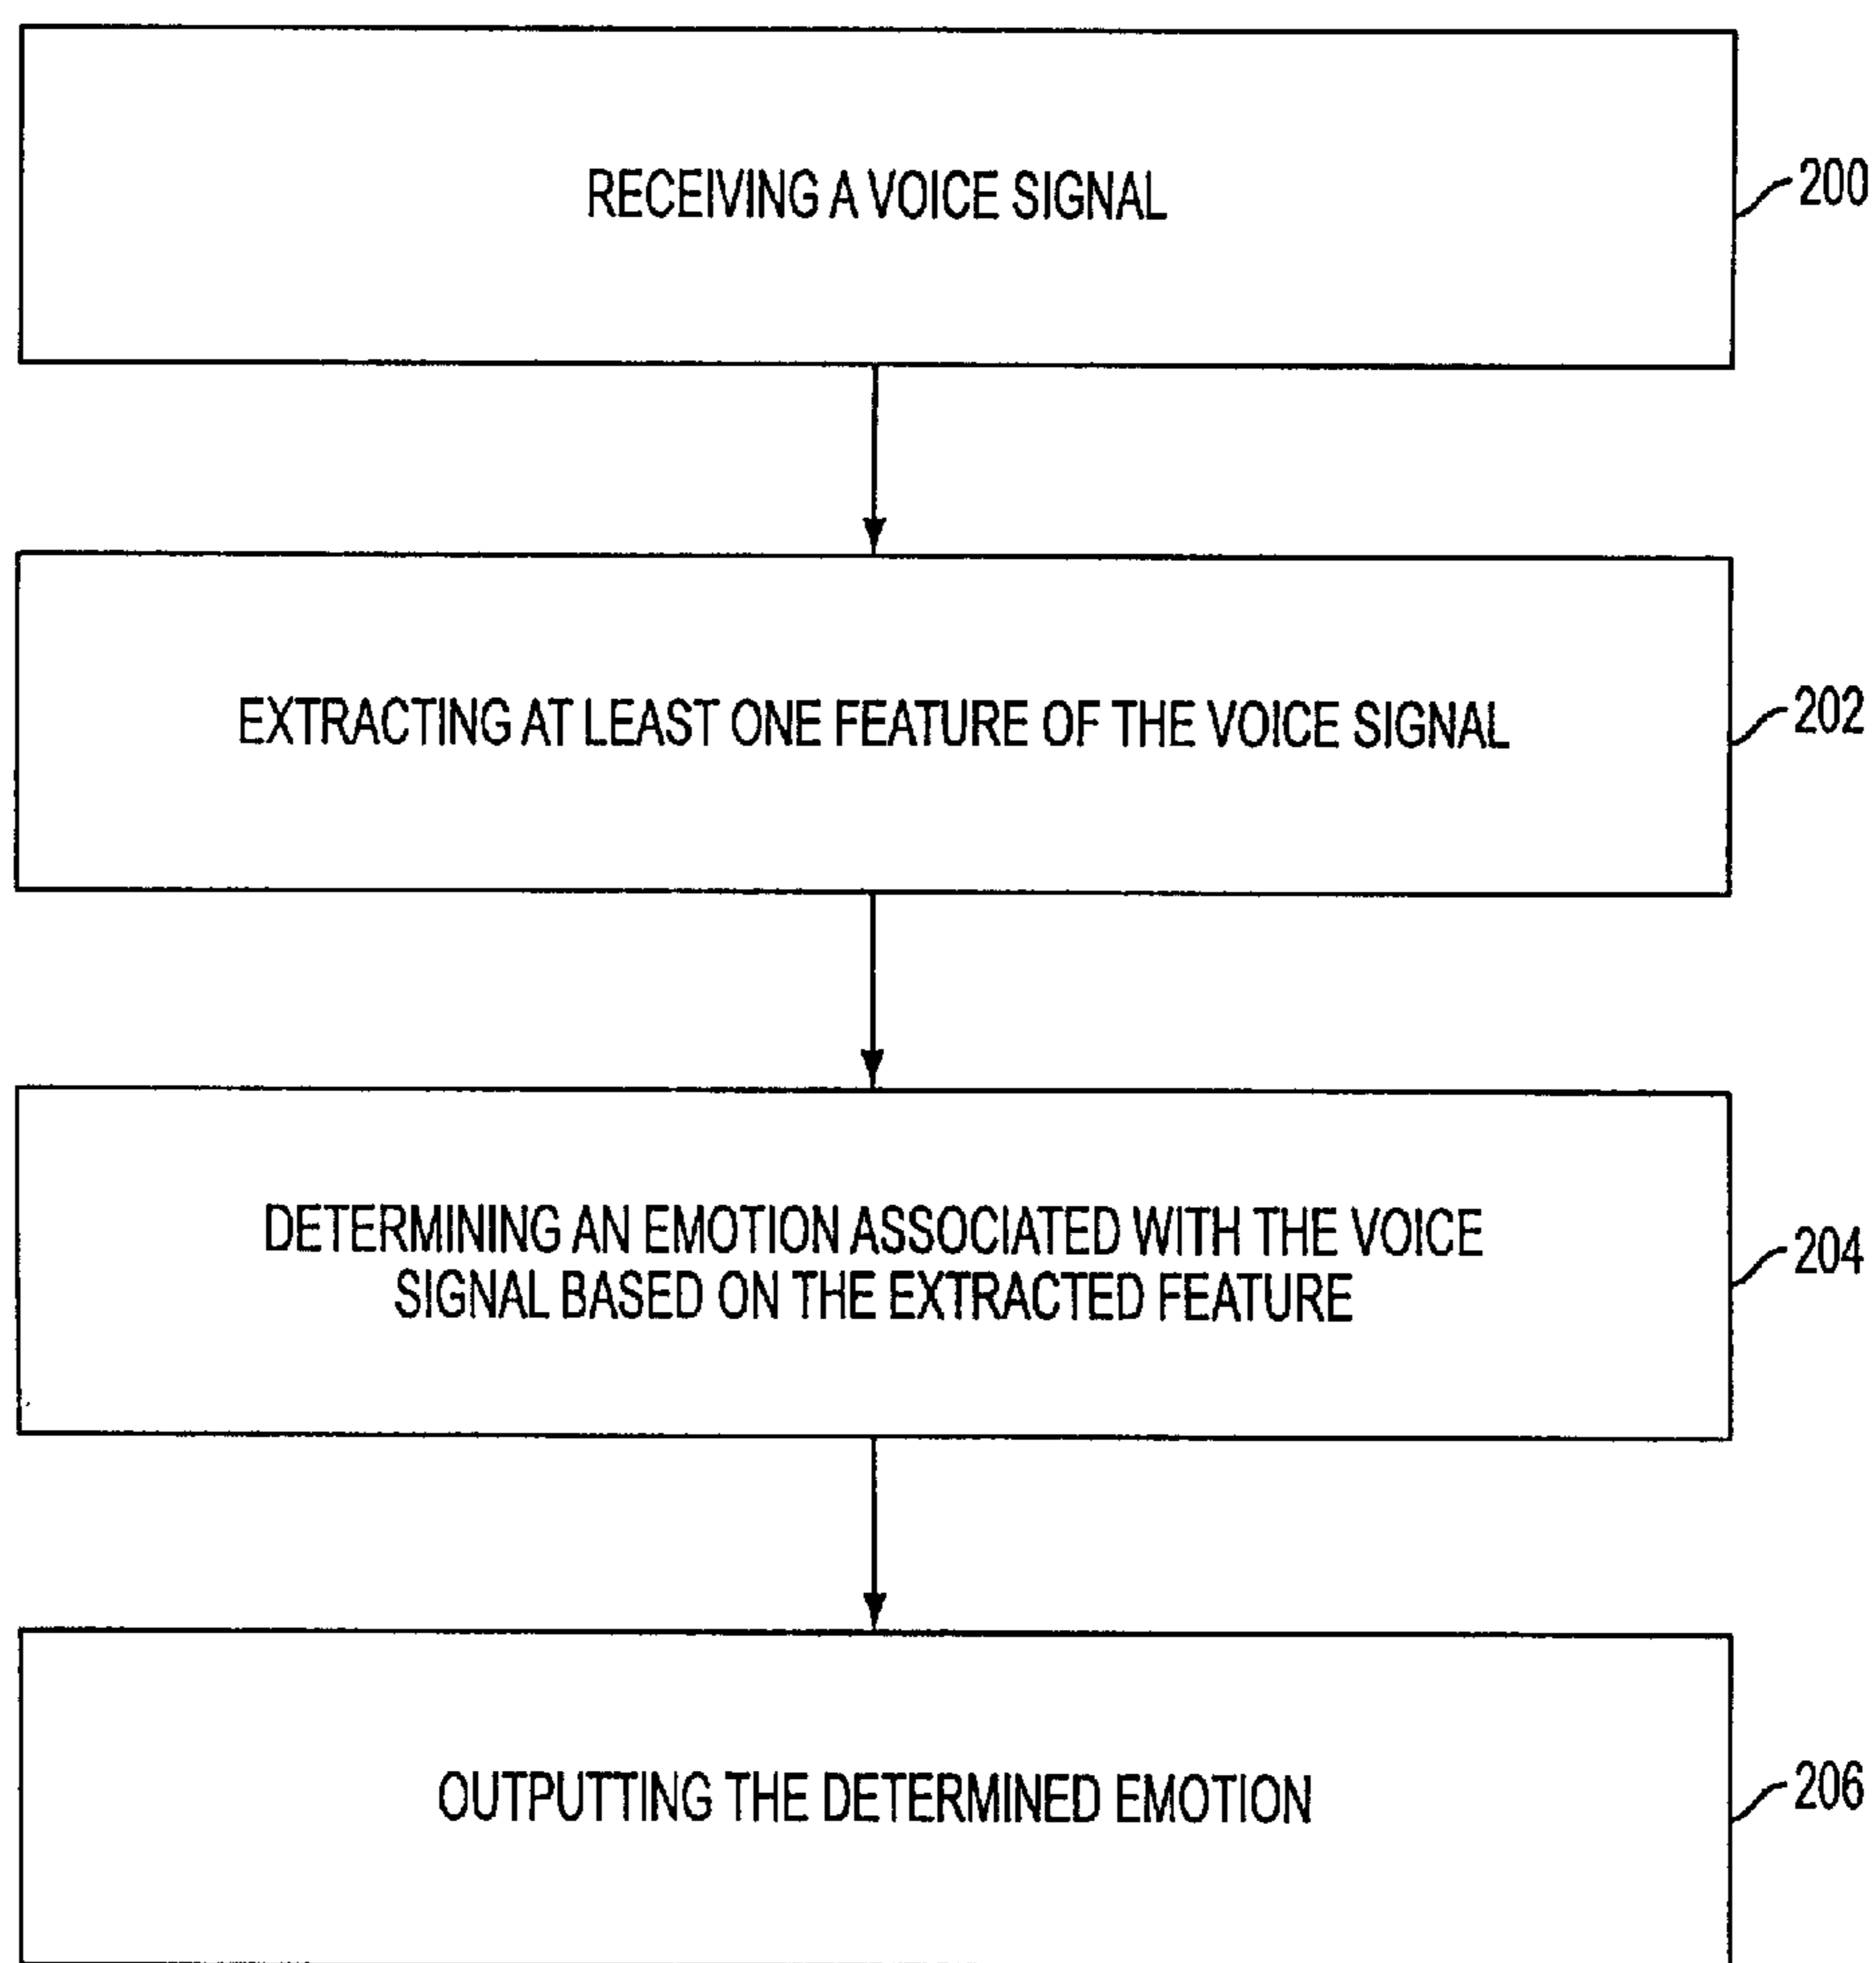 RECEIVING A VOICE SIGNAL
200
EXTRACTING AT LEAST ONE FEATURE OF THE VOICE SIGNAL
202
DETERMINING AN EMOTION ASSOCIATED WITH THE VOICE
SIGNAL BASED ON THE EXTRACTED FEATURE
204
OUTPUTTING THE DETERMINED EMOTION
206